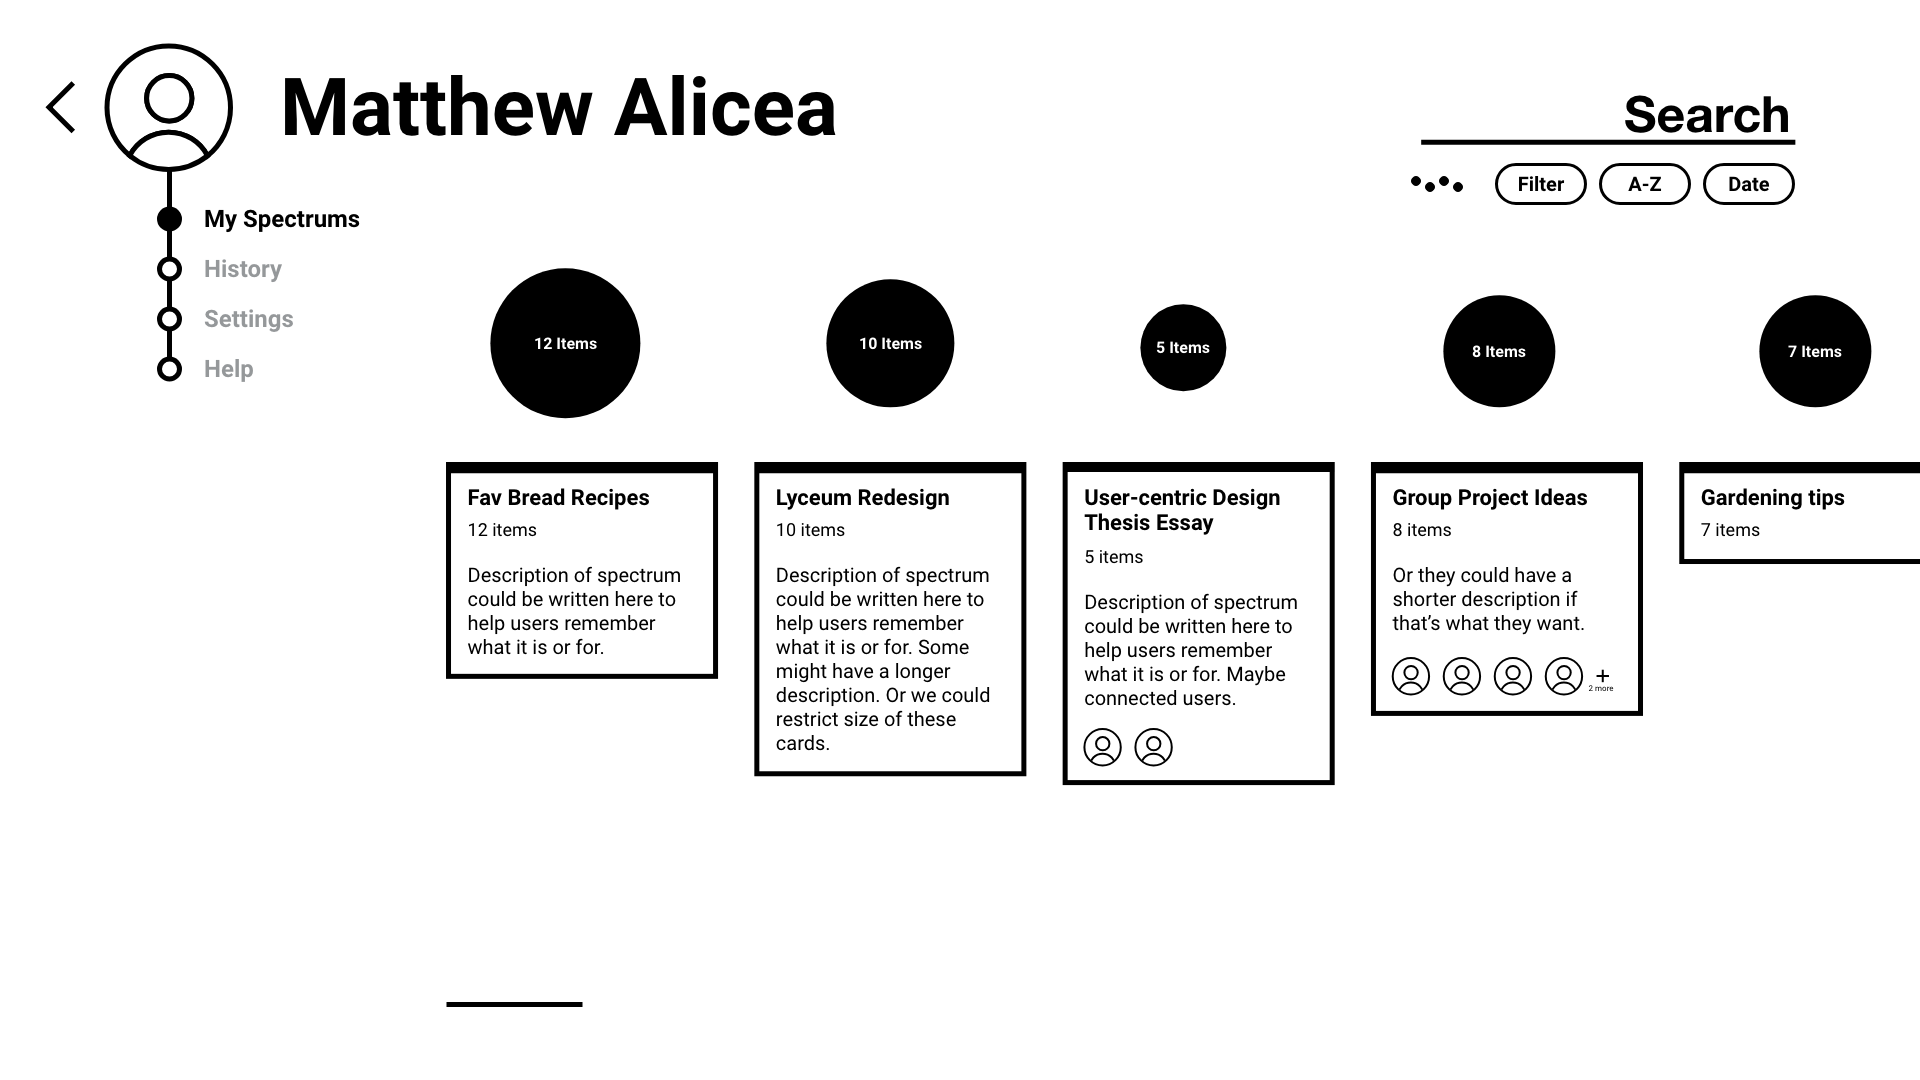 Matthew Alicea
Search
Filter
A-Z
Date
My Spectrums
History
Settings
Help
12 Items
10 Items
5 Items
8 Items
7 Items
Fav Bread Recipes
12 items
Description of spectrum
could be written here to
help users remember
what it is or for.
Lyceum Redesign
10 items
Description of spectrum
could be written here to
help users remember
what it is or for. Some
might have a longer
description. Or we could
restrict size of these
cards.
User-centric Design
Thesis Essay
5 items
Description of spectrum
could be written here to
help users remember
what it is or for. Maybe
connected users.
Group Project Ideas
8 items
Or they could have a
shorter description if
that’s what they want.
+
2 more
Gardening tips
7 items